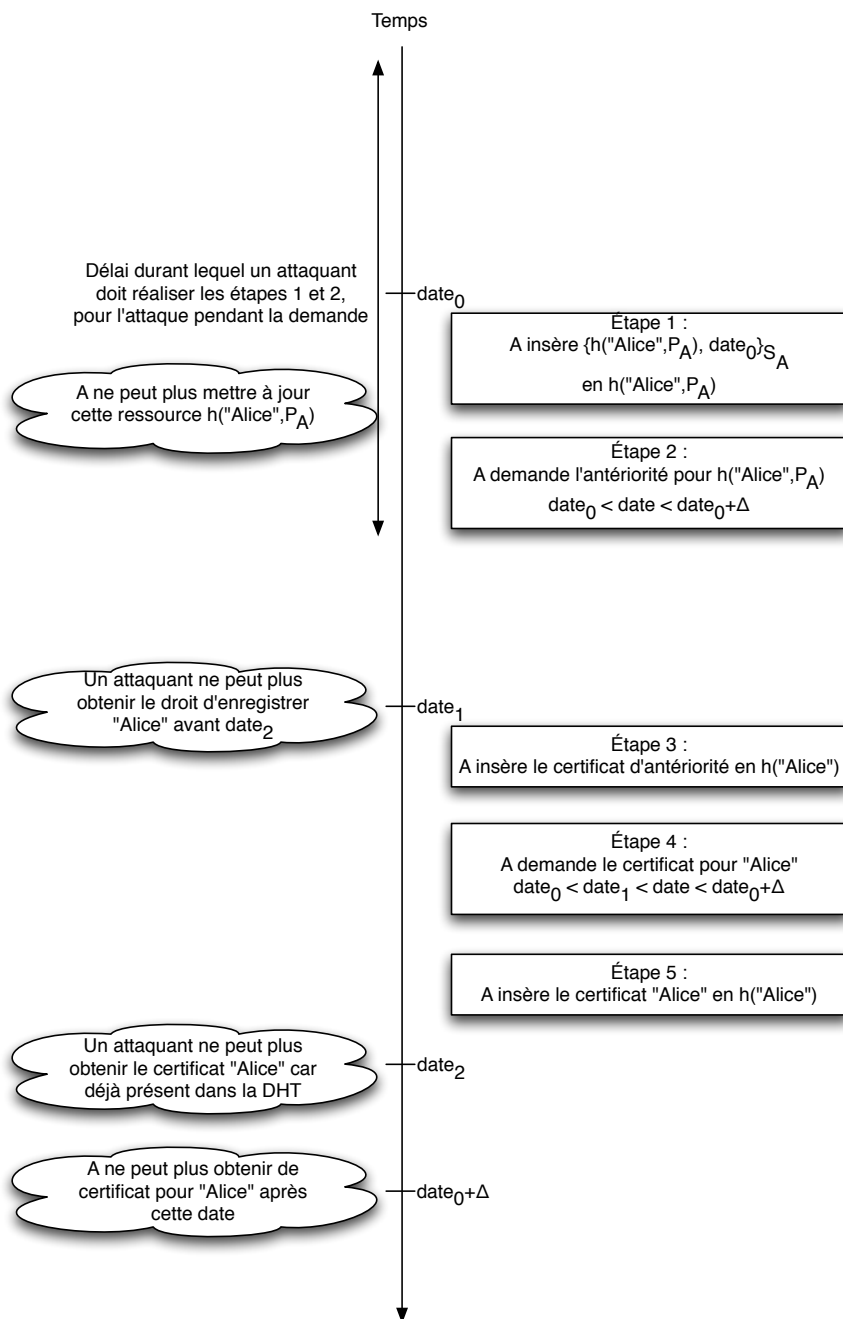 Temps
Délai durant lequel un attaquant
doit réaliser les étapes 1 et 2,
pour l'attaque pendant la demande
date₀
Étape 1 :
A insère {h("Alice",P_A), date₀}S_A
en h("Alice",P_A)
A ne peut plus mettre à jour
cette ressource h("Alice",P_A)
Étape 2 :
A demande l'antériorité pour h("Alice",P_A)
date₀ < date < date₀+Δ
Un attaquant ne peut plus
obtenir le droit d'enregistrer
"Alice" avant date₂
date₁
Étape 3 :
A insère le certificat d'antériorité en h("Alice")
Étape 4 :
A demande le certificat pour "Alice"
date₀ < date₁ < date < date₀+Δ
Étape 5 :
A insère le certificat "Alice" en h("Alice")
Un attaquant ne peut plus
obtenir le certificat "Alice" car
déjà présent dans la DHT
date₂
A ne peut plus obtenir de
certificat pour "Alice" après
cette date
date₀+Δ